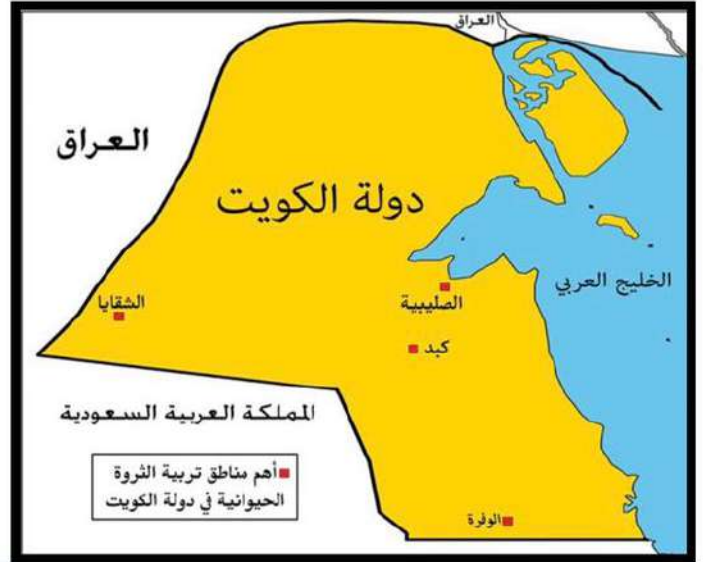 العراق
العراق
دولة الكويت
الخليج العربي
الصليبية
الشقايا
كبد
المملكة العربية السعودية
أهم مناطق تربية الثروة
الحيوانية في دولة الكويت
الوفرة